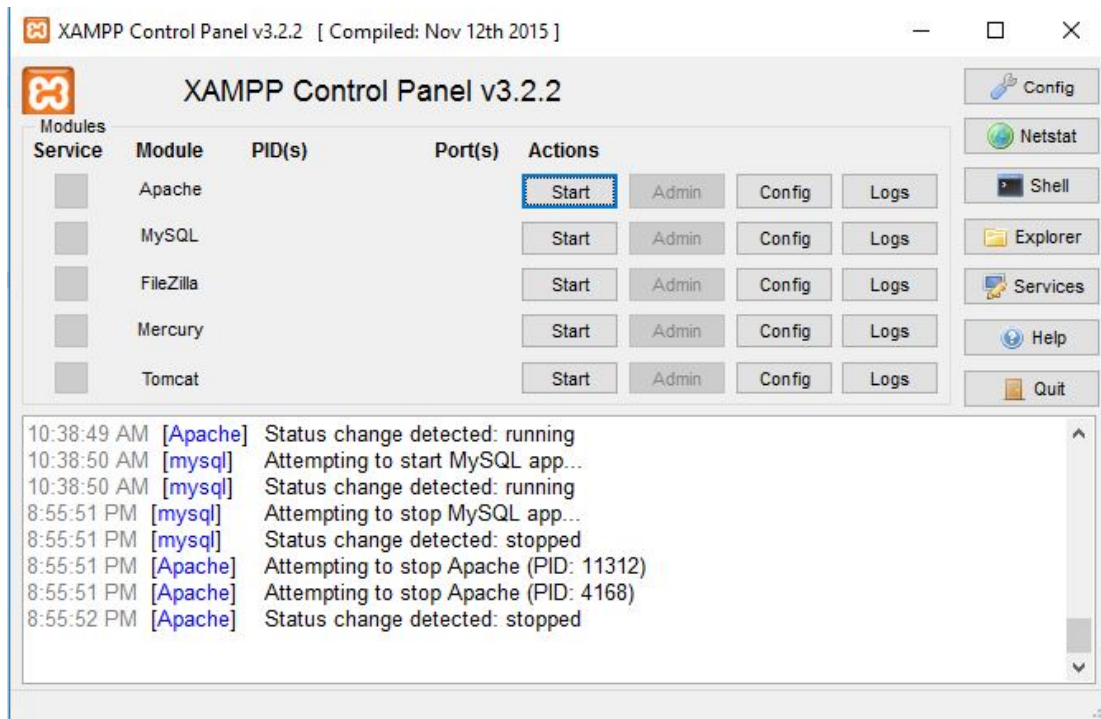 XAMPP Control Panel v3.2.2 [ Compiled: Nov 12th 2015 ]
XAMPP Control Panel v3.2.2
Config
Modules
Netstat
Service Module PID(s) Port(s) Actions
Apache Start Admin Config Logs
Shell
MySQL Start Admin Config Logs
Explorer
FileZilla Start Admin Config Logs
Services
Mercury Start Admin Config Logs
Help
Tomcat Start Admin Config Logs
Quit
10:38:49 AM [Apache] Status change detected: running
10:38:50 AM [mysql] Attempting to start MySQL app...
10:38:50 AM [mysql] Status change detected: running
8:55:51 PM [mysql] Attempting to stop MySQL app...
8:55:51 PM [mysql] Status change detected: stopped
8:55:51 PM [Apache] Attempting to stop Apache (PID: 11312)
8:55:51 PM [Apache] Attempting to stop Apache (PID: 4168)
8:55:52 PM [Apache] Status change detected: stopped